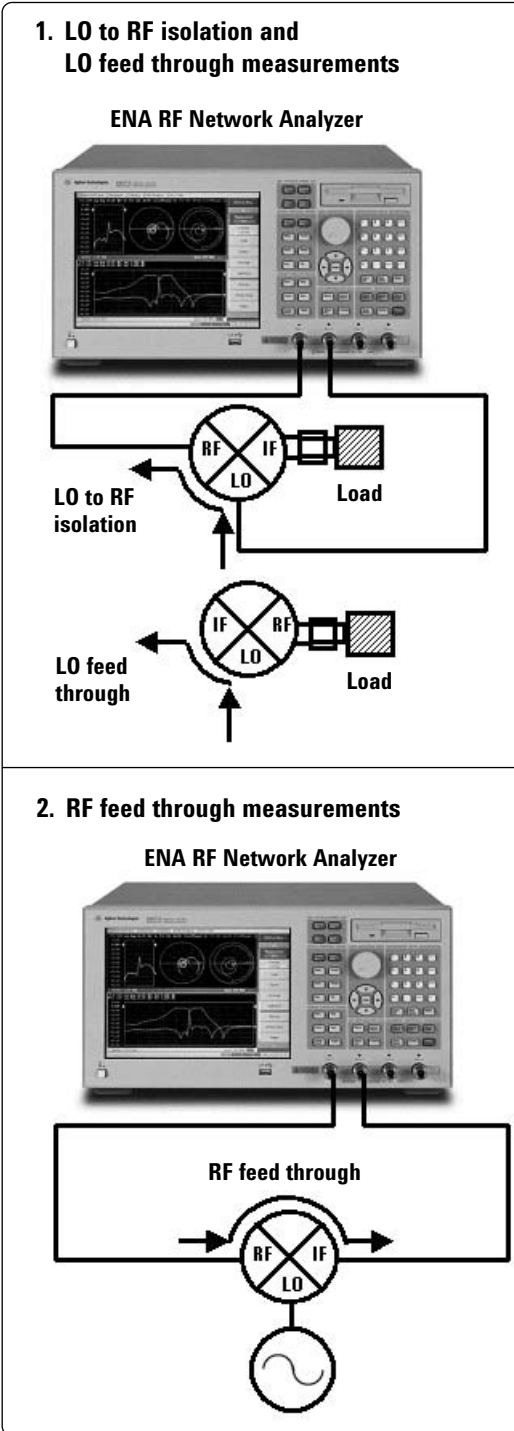 1. LO to RF isolation and
LO feed through measurements
ENA RF Network Analyzer
Agilent Technologies
RF
IF
LO
LO to RF
isolation
Load
IF
RF
LO
LO feed
through
Load
2. RF feed through measurements
ENA RF Network Analyzer
RF feed through
RF
IF
LO